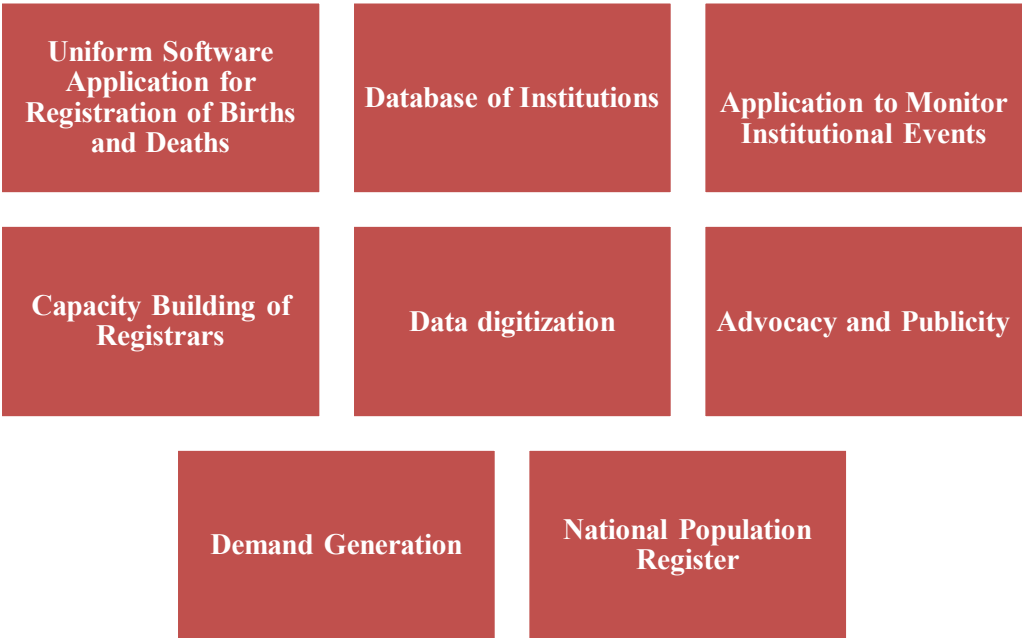 Uniform Software
Application for
Registration of Births
and Deaths
Database of Institutions
Application to Monitor
Institutional Events
Capacity Building of
Registrars
Data digitization
Advocacy and Publicity
Demand Generation
National Population
Register